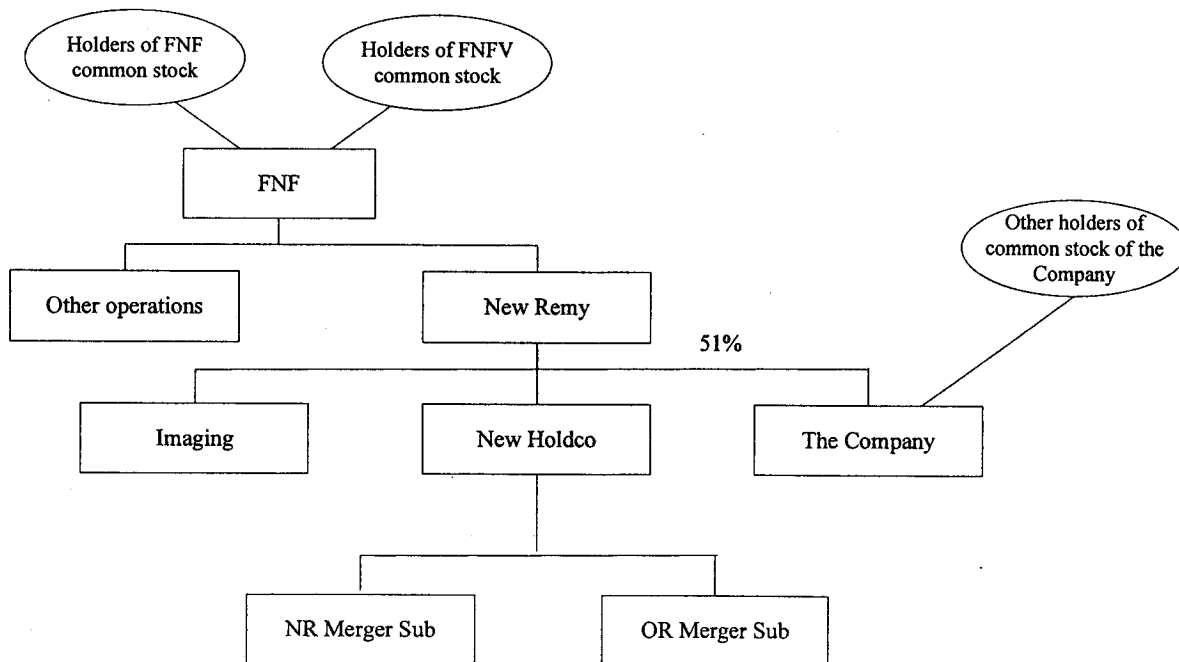 Holders of FNF
common stock
Holders of FNFV
common stock
FNF
Other holders of
common stock of the
Company
Other operations
New Remy
51%
Imaging
New Holdco
The Company
NR Merger Sub
OR Merger Sub